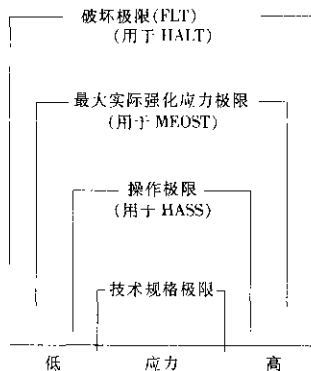 破坏极限(FLT)
(用于 HALT)
最大实际强化应力极限
(用于 MEOST)
操作极限
(用于 HASS)
技术规格极限
低 应力 高